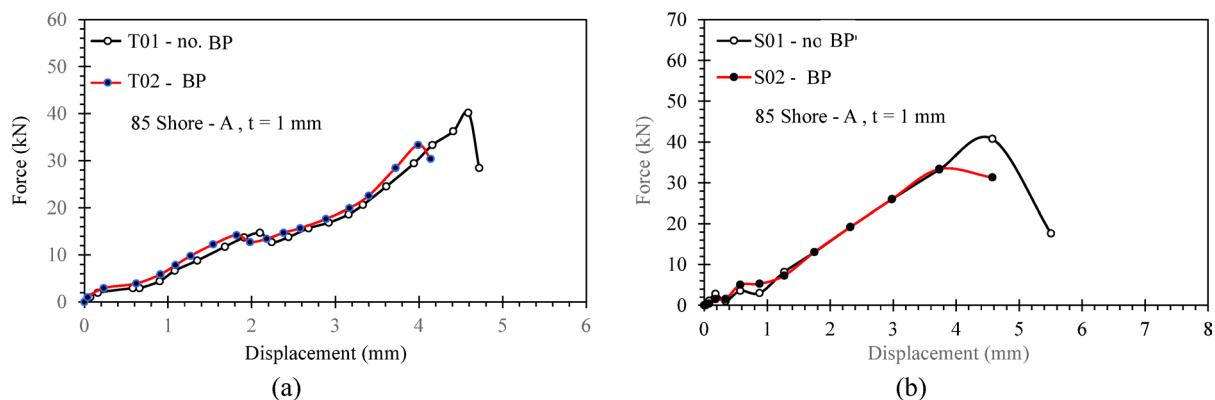 60
50
40
30
20
10
0
Force (kN)
T01 - no. BP
T02 - BP
85 Shore - A , t = 1 mm
0 1 2 3 4 5 6
Displacement (mm)
(a)
70
60
50
40
30
20
10
0
Force (kN)
S01 - no BP'
S02 - BP
85 Shore - A , t = 1 mm
0 1 2 3 4 5 6 7 8
Displacement (mm)
(b)